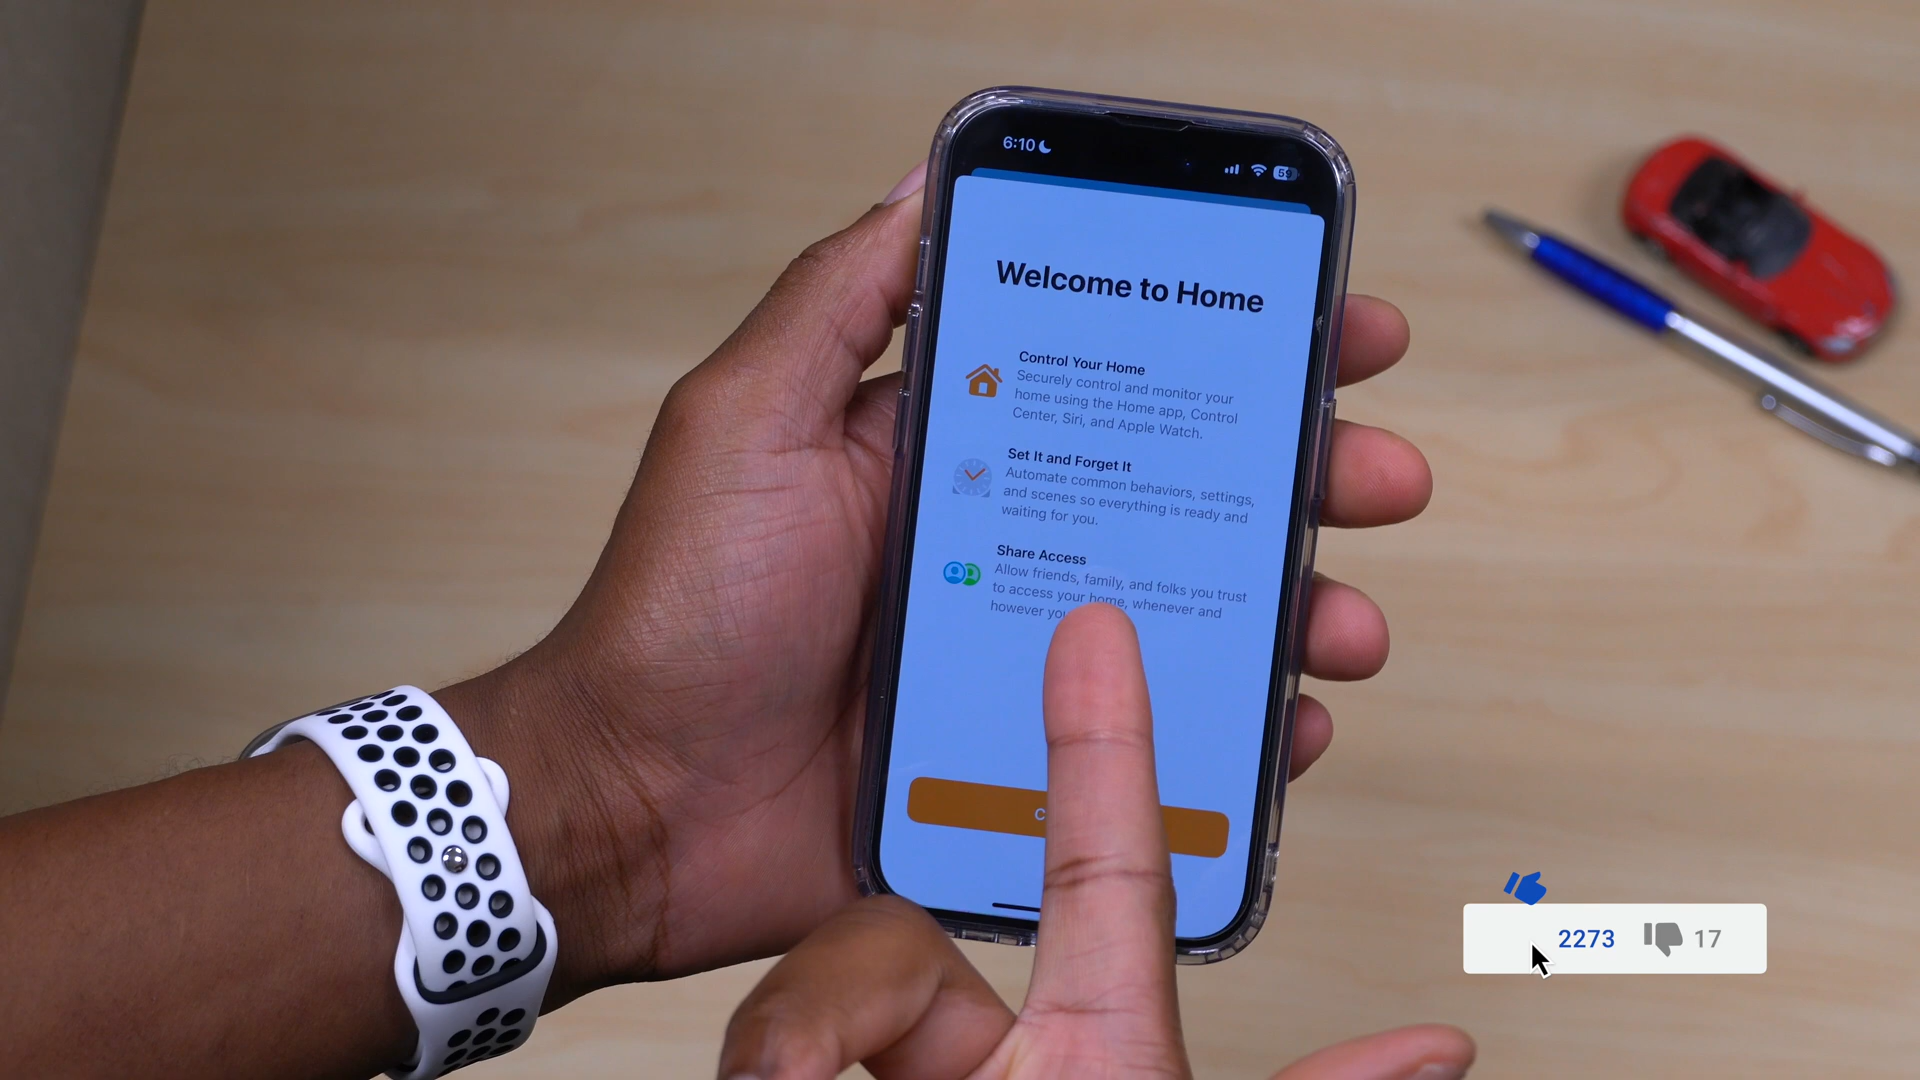 6:10
59
Welcome to Home
Control Your Home
Securely control and monitor your
home using the Home app, Control
Center, Siri, and Apple Watch.
Set It and Forget It
Automate common behaviors, settings,
and scenes so everything is ready and
waiting for you.
Share Access
Allow friends, family, and folks you trust
to access your home, whenever and
however
2273
17